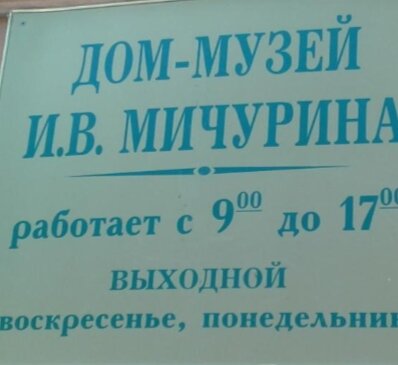 ДОМ-МУЗЕЙ
И.В. МИЧУРИНА
работает с 9⁰⁰ до 17⁰⁰
ВЫХОДНОЙ
воскресенье, понедельник